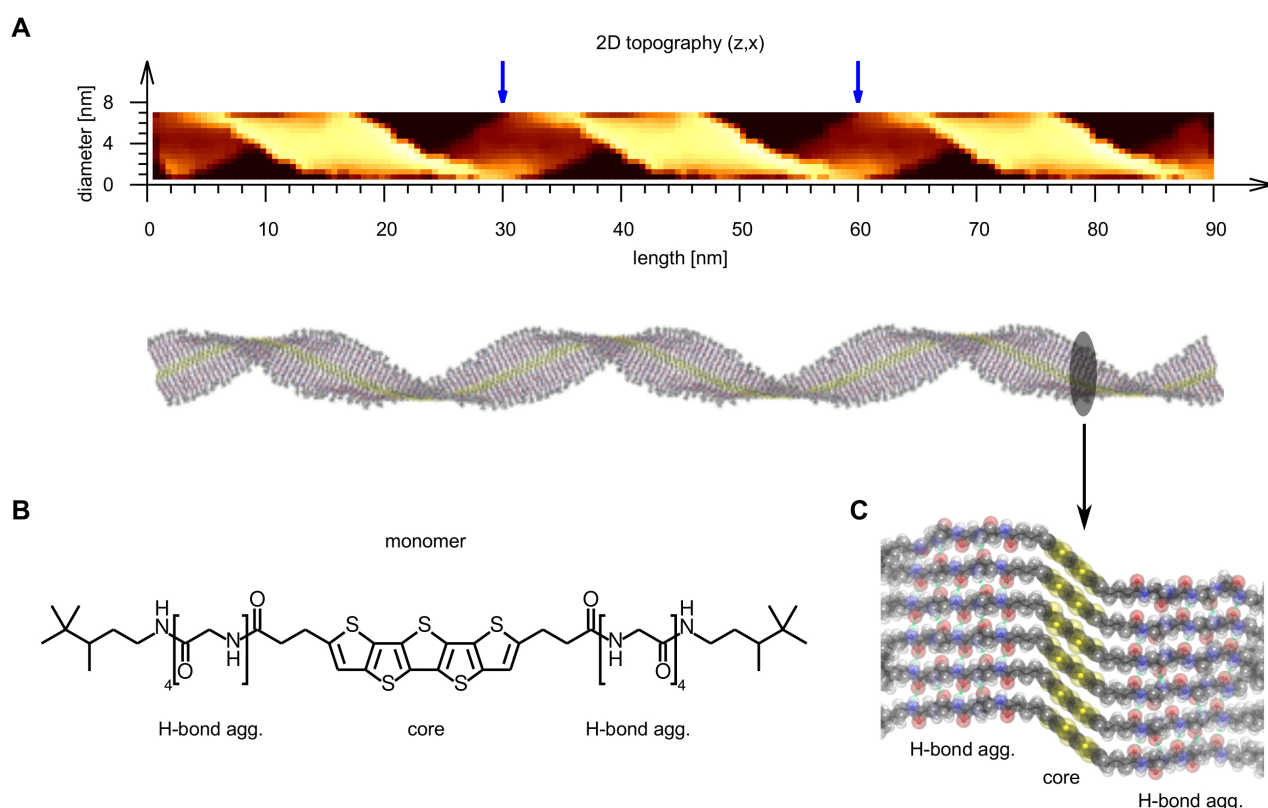 A
2D topography (z,x)
diameter [nm]
8
4
0
0 10 20 30 40 50 60 70 80 90
length [nm]
B
monomer
H
N
O
N
H
O
4
S S S
S S
O
N
H
O
H
N
4
H-bond agg.
core
H-bond agg.
C
H-bond agg.
core
H-bond agg.